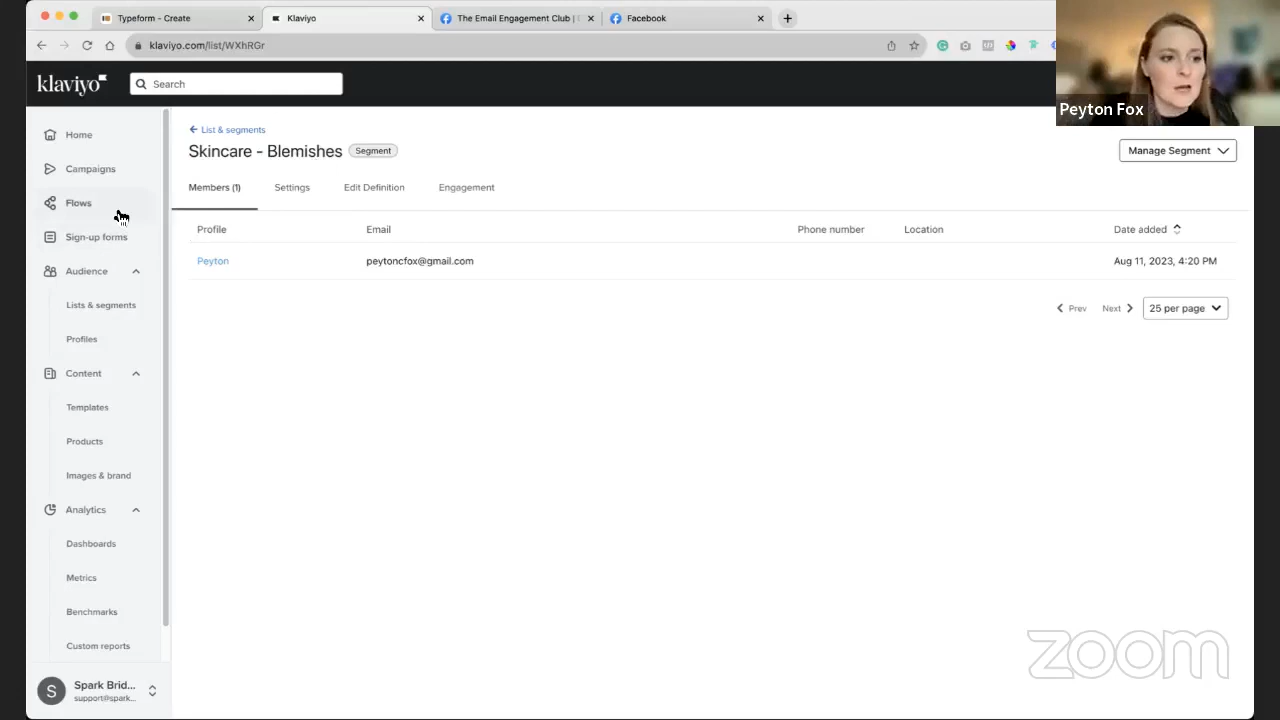 Typeform - Create
Klaviyo
The Email Engagement Club |
Facebook
klaviyo.com/list/WXhRGr
Peyton Fox
klaviyo
Search
Home
Campaigns
Flows
Sign-up forms
Audience
Lists & segments
Profiles
Content
Templates
Products
Images & brand
Analytics
Dashboards
Metrics
Benchmarks
Custom reports
S
Spark Brid...
support@spark...
List & segments
Skincare - Blemishes Segment
Manage Segment
Members (1) Settings Edit Definition Engagement
Profile Email Phone number Location Date added
Peyton peytoncfox@gmail.com Aug 11, 2023, 4:20 PM
Prev Next 25 per page
zoom